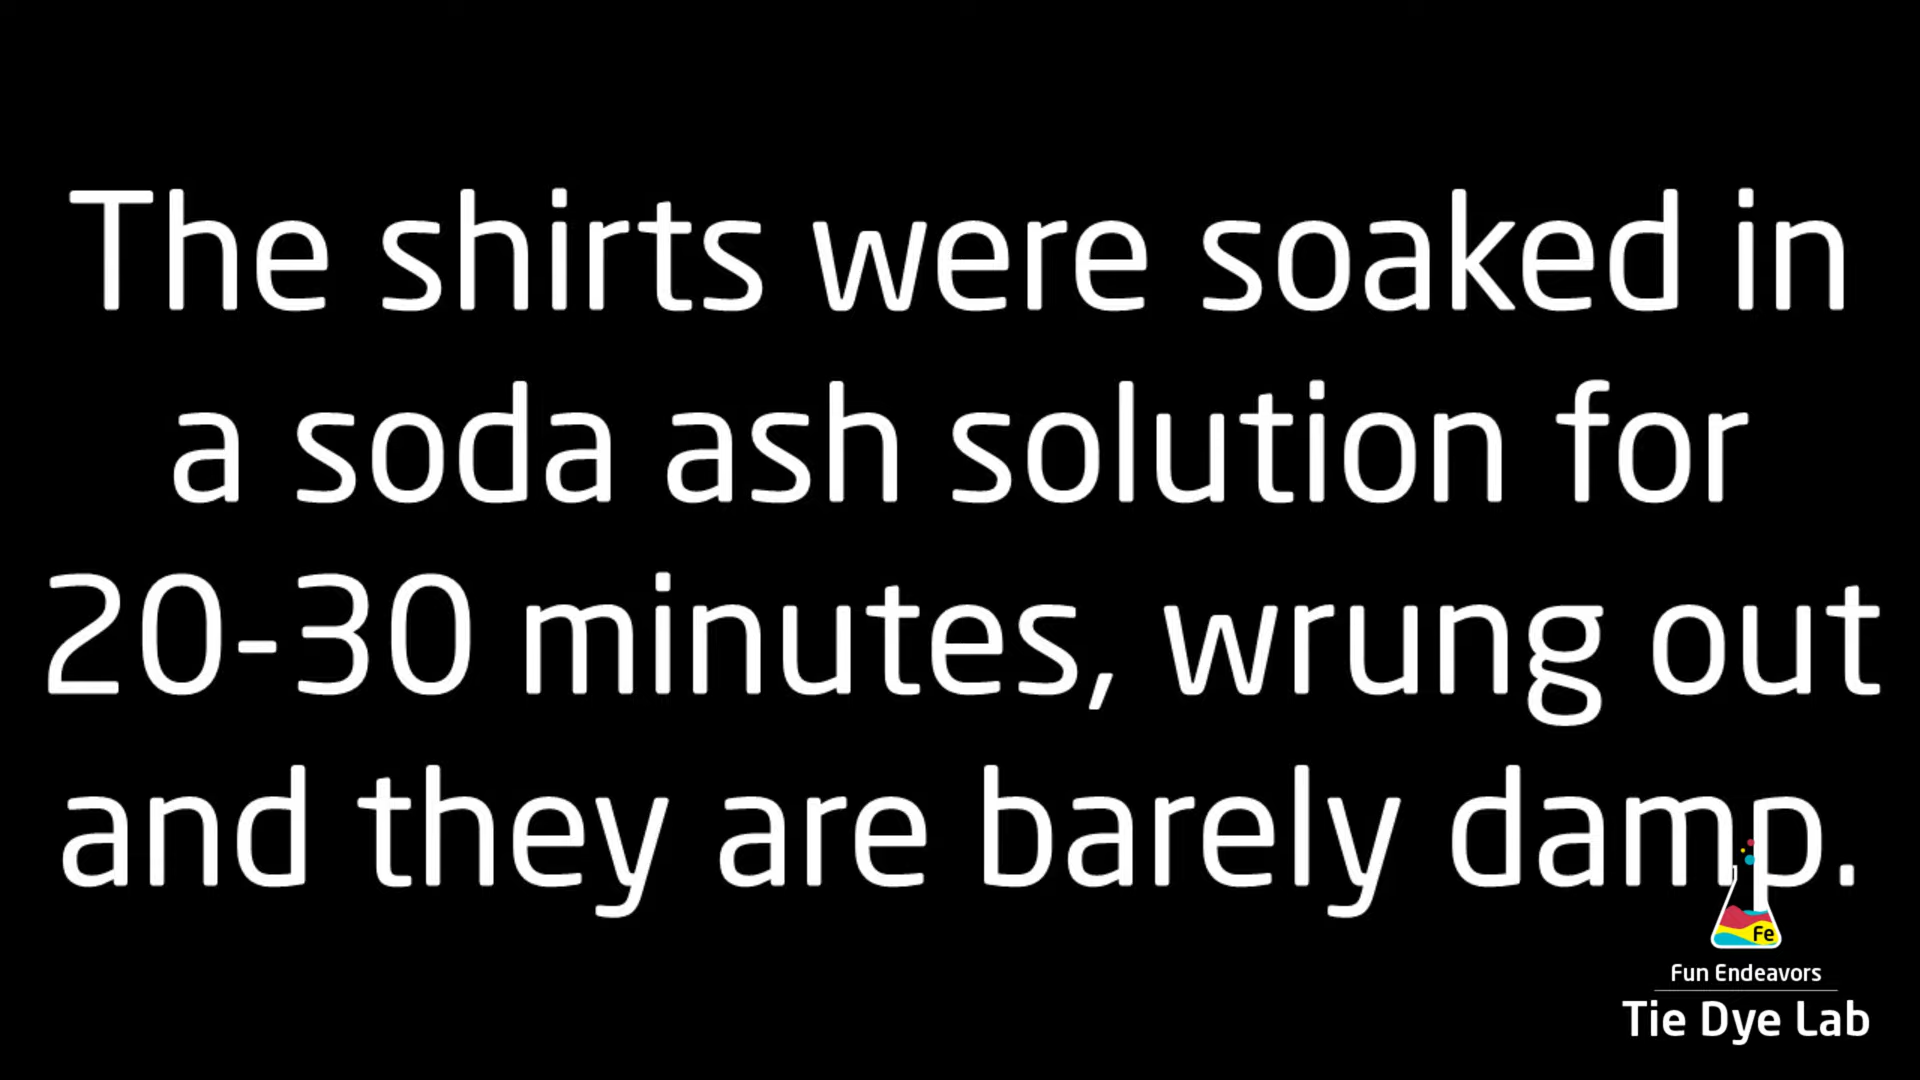 The shirts were soaked in
a soda ash solution for
20-30 minutes, wrung out
and they are barely damp.
Fe
Fun Endeavors
Tie Dye Lab